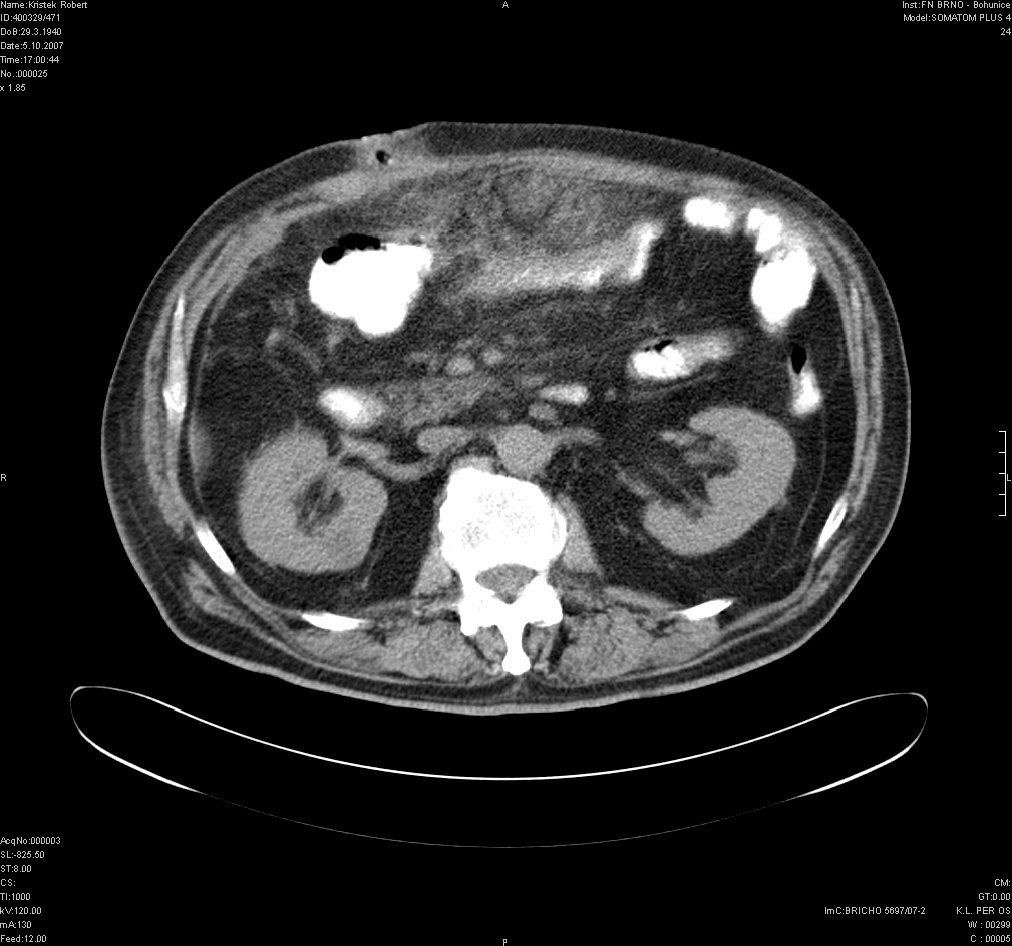 Name:Kristek Robert
ID:400329/471
DoB:29.3.1940
Date:5.10.2007
Time:17:00:44
No.:000025
x 1.85
A
Inst:FN BRNO - Bohunice
Model:SOMATOM PLUS 4
24
R
L
AcqNo:000003
SL:-825.50
ST:8.00
CS:
TI:1000
kV:120.00
mA:130
Feed:12.00
P
CM:
GT:0.00
ImC:BRICHO 5697/07-2 K.L. PER OS
W : 00299
C : 00005